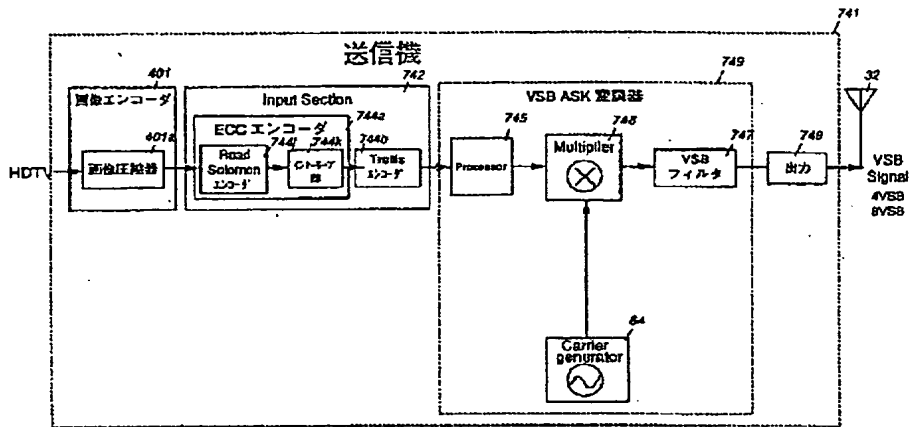 741
送信機
401
画像エンコーダ
401a
画像圧縮器
HDTV
742
Input Section
ECC エンコーダ
744a
744j
Read
Solomon
エンコーダ
744k
インターリーブ
器
744b
Trellis
エンコーダ
749
VSB ASK 変調器
745
Processor
746
Multiplier
747
VSB
フィルタ
748
出力
32
VSB
Signal
4VSB
8VSB
64
Carrier
generator